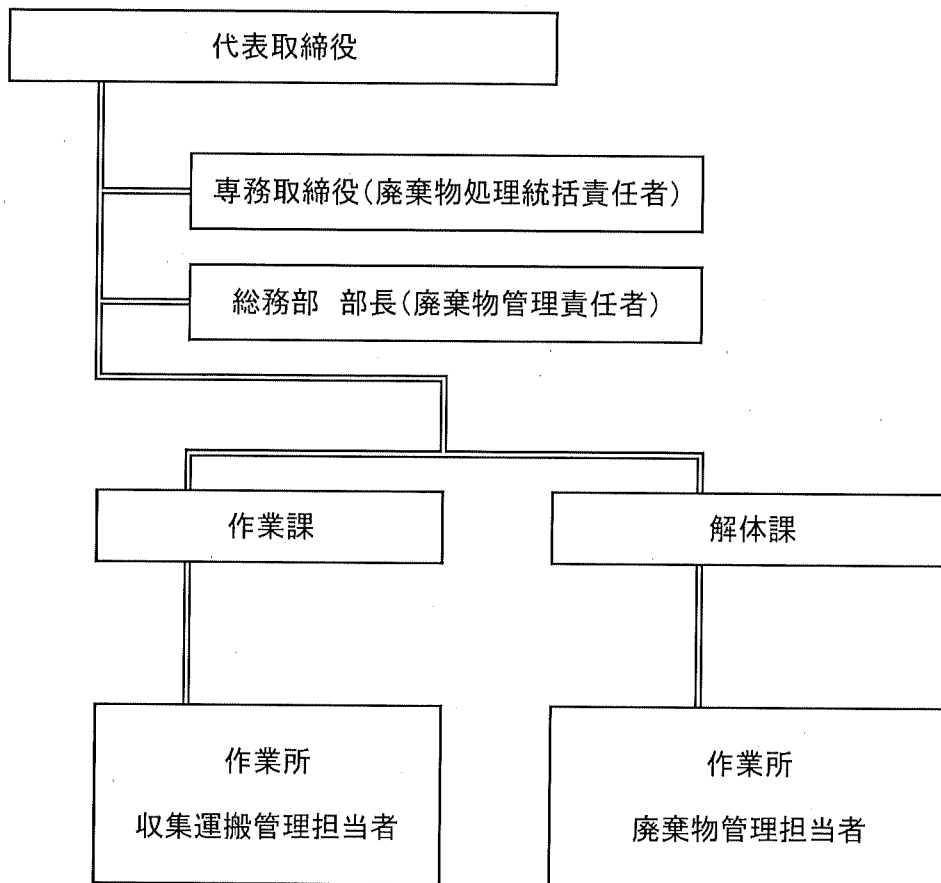 代表取締役
専務取締役(廃棄物処理統括責任者)
総務部 部長(廃棄物管理責任者)
作業課
解体課
作業所
収集運搬管理担当者
作業所
廃棄物管理担当者